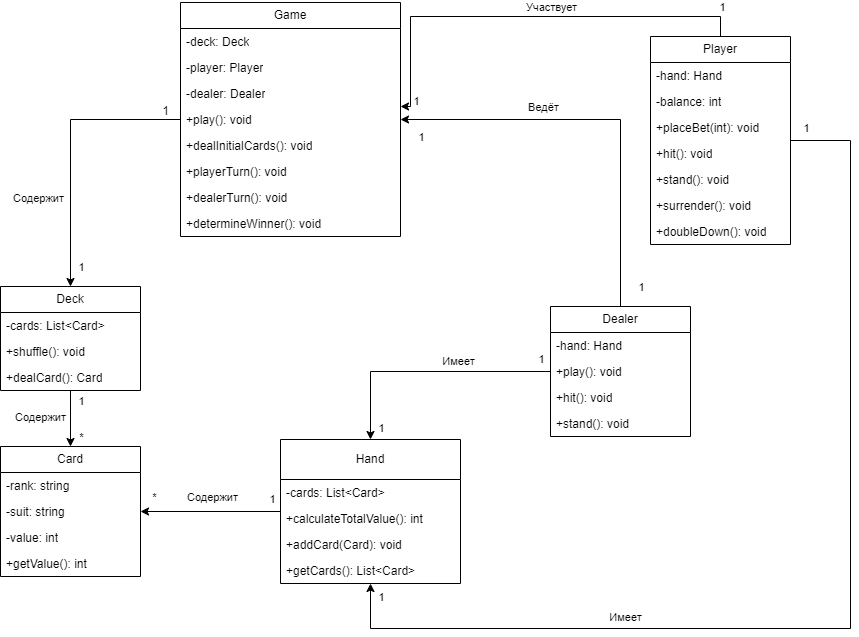 Game
-deck: Deck
-player: Player
-dealer: Dealer
+play(): void
+dealInitialCards(): void
+playerTurn(): void
+dealerTurn(): void
+determineWinner(): void
Участвует
1
1
Player
-hand: Hand
-balance: int
+placeBet(int): void
+hit(): void
+stand(): void
+surrender(): void
+doubleDown(): void
1
Ведёт
1
1
1
Содержит
1
Deck
-cards: List<Card>
+shuffle(): void
+dealCard(): Card
1
Содержит
*
Card
-rank: string
-suit: string
-value: int
+getValue(): int
Dealer
-hand: Hand
+play(): void
+hit(): void
+stand(): void
1
Имеет
1
Hand
-cards: List<Card>
+calculateTotalValue(): int
+addCard(Card): void
+getCards(): List<Card>
*
Содержит
1
1
Имеет